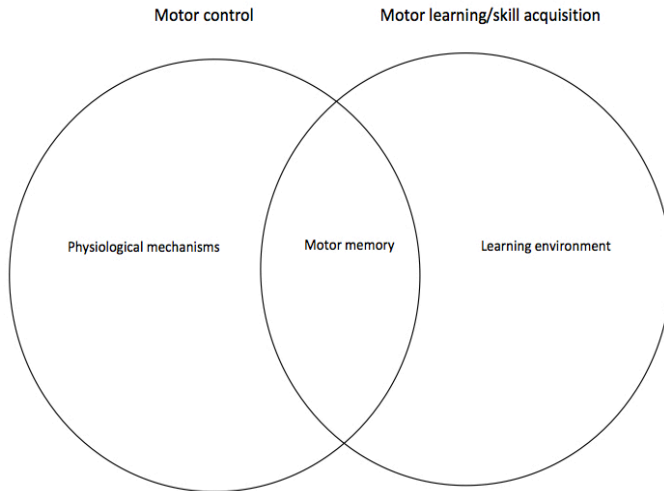 Motor control
Motor learning/skill acquisition
Physiological mechanisms
Motor memory
Learning environment